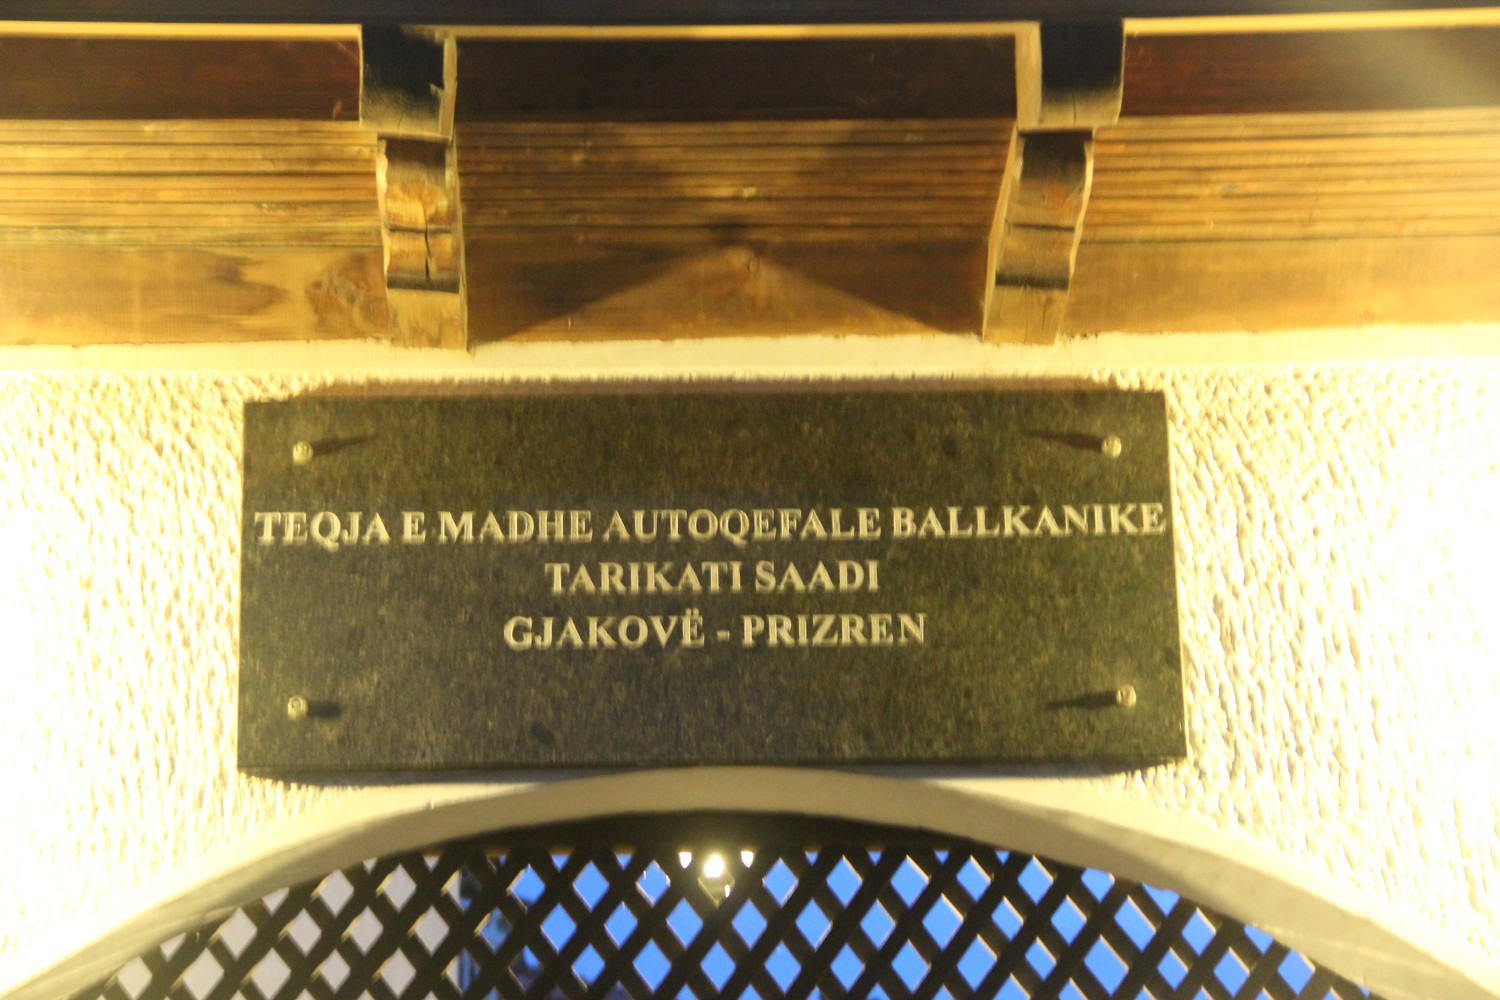 TEQJA E MADHE AUTOQEFALE BALLKANIKE
TARIKATI SAADI
GJAKOVË - PRIZREN